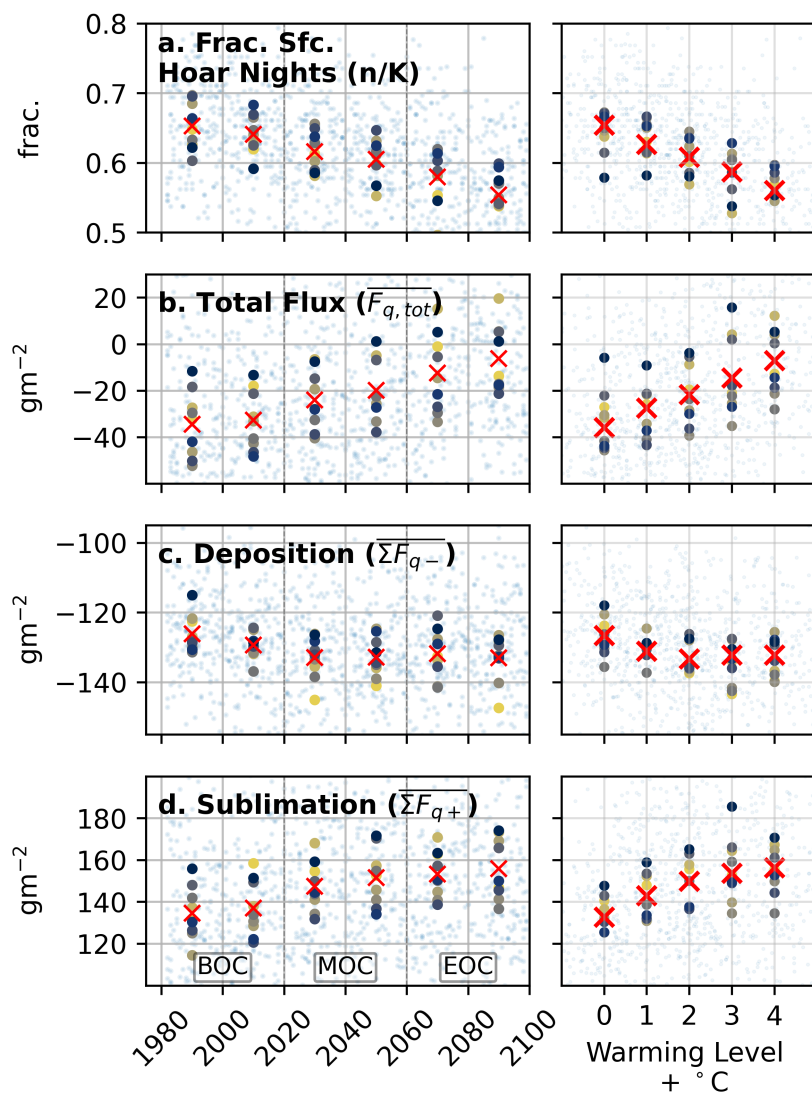 0.8
0.7
0.6
0.5
frac.
a. Frac. Sfc.
Hoar Nights (n/K)
20
0
−20
−40
gm⁻²
b. Total Flux (F̅q,tot)
−100
−120
−140
gm⁻²
c. Deposition (ΣFq−)
180
160
140
120
gm⁻²
d. Sublimation (ΣFq+)
BOC MOC EOC
1980 2000 2020 2040 2060 2080 2100
0 1 2 3 4
Warming Level
+ °C